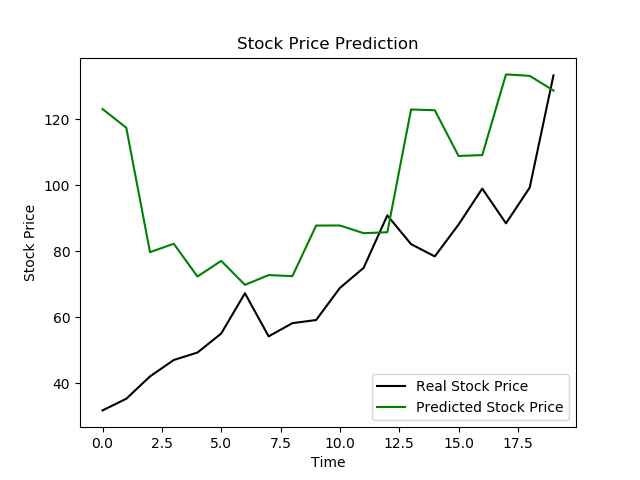 Stock Price Prediction
Stock Price
120
100
80
60
40
Real Stock Price
Predicted Stock Price
0.0 2.5 5.0 7.5 10.0 12.5 15.0 17.5
Time